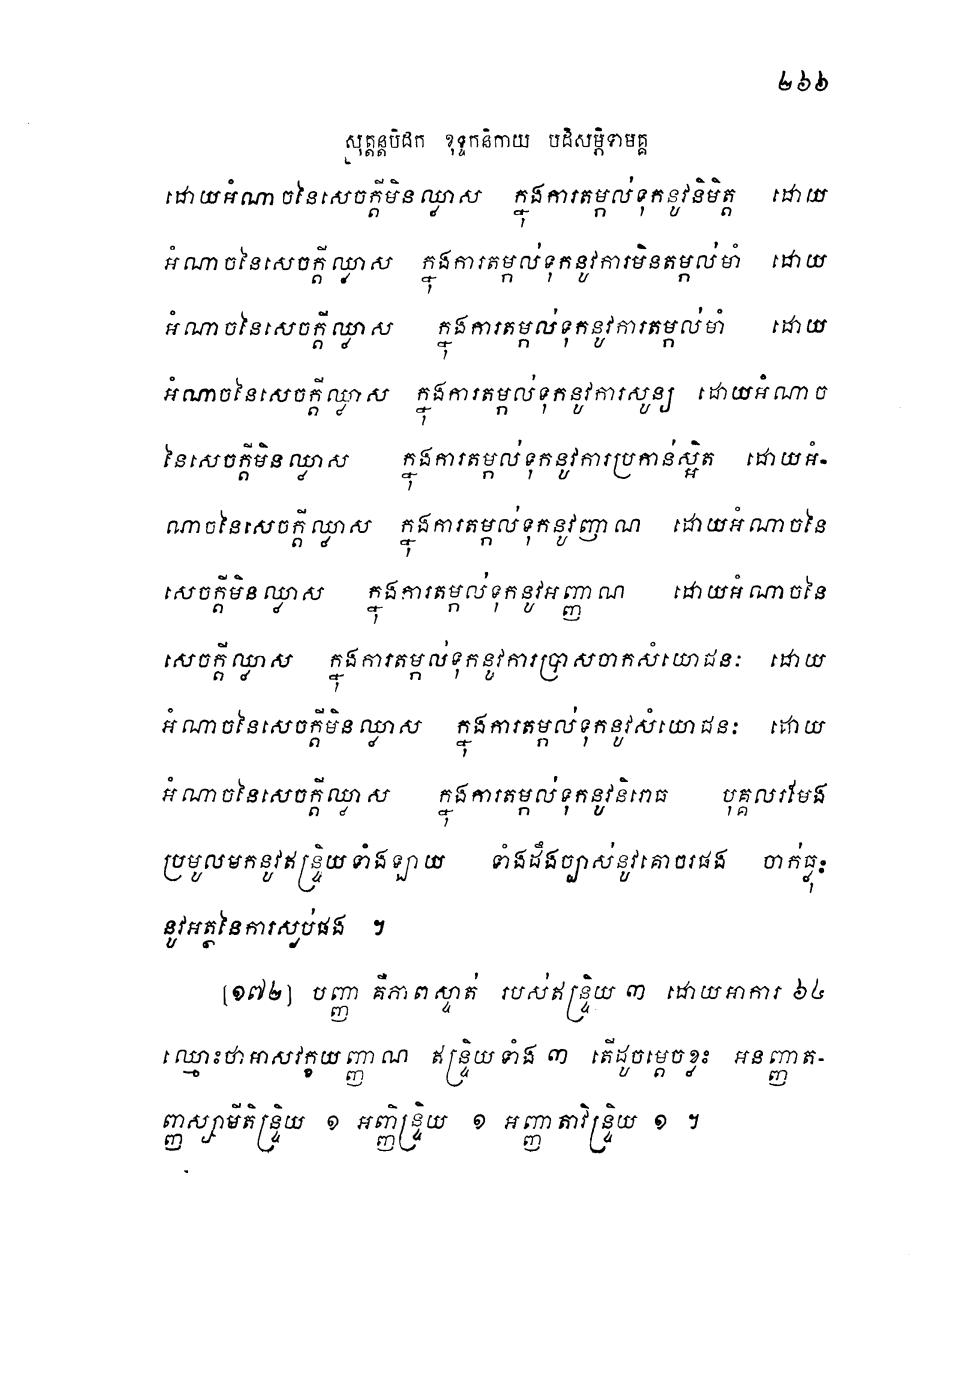 ២៦៦
សុត្តន្តបិដក ខុទ្ទកនិកាយ បដិសម្ភិទាមគ្គ
ដោយអំណាចនៃសេចក្តីមិនឈ្លាស ក្នុងការតម្កល់ទុកនូវនិមិត្ត ដោយ
អំណាចនៃសេចក្តីឈ្លាស ក្នុងការតម្កល់ទុកនូវការមិនតម្កល់មាំ ដោយ
អំណាចនៃសេចក្តីឈ្លាស ក្នុងការតម្កល់ទុកនូវការតម្កល់មាំ ដោយ
អំណាចនៃសេចក្តីឈ្លាស ក្នុងការតម្កល់ទុកនូវការសូន្យ ដោយអំណាច
នៃសេចក្តីមិនឈ្លាស ក្នុងការតម្កល់ទុកនូវការប្រកាន់ស្អិត ដោយអំ-
ណាចនៃសេចក្តីឈ្លាស ក្នុងការតម្កល់ទុកនូវញាណ ដោយអំណាចនៃ
សេចក្តីមិនឈ្លាស ក្នុងការតម្កល់ទុកនូវអញ្ញាណ ដោយអំណាចនៃ
សេចក្តីឈ្លាស ក្នុងការតម្កល់ទុកនូវការប្រាសចាកសំយោជនៈ ដោយ
អំណាចនៃសេចក្តីមិនឈ្លាស ក្នុងការតម្កល់ទុកនូវសំយោជនៈ ដោយ
អំណាចនៃសេចក្តីឈ្លាស ក្នុងការតម្កល់ទុកនូវនិរោធ បុគ្គលរមែង
ប្រមូលមកនូវឥន្ទ្រិយទាំងឡាយ ទាំងដឹងច្បាស់នូវគោចរផង ចាក់ធ្លុះ
នូវអត្ថនៃការស្ងប់ផង ។
[១៧២] បញ្ញា គឺភាពស្ទាត់ របស់ឥន្ទ្រិយ ៣ ដោយអាការ ៦៤
ឈ្មោះថាអាសវក្ខយញ្ញាណ ឥន្ទ្រិយទាំង ៣ តើដូចម្តេចខ្លះ អនញ្ញាត-
ញ្ញស្សាមីតិន្ទ្រិយ ១ អញ្ញិន្ទ្រិយ ១ អញ្ញាតាវិន្ទ្រិយ ១ ។